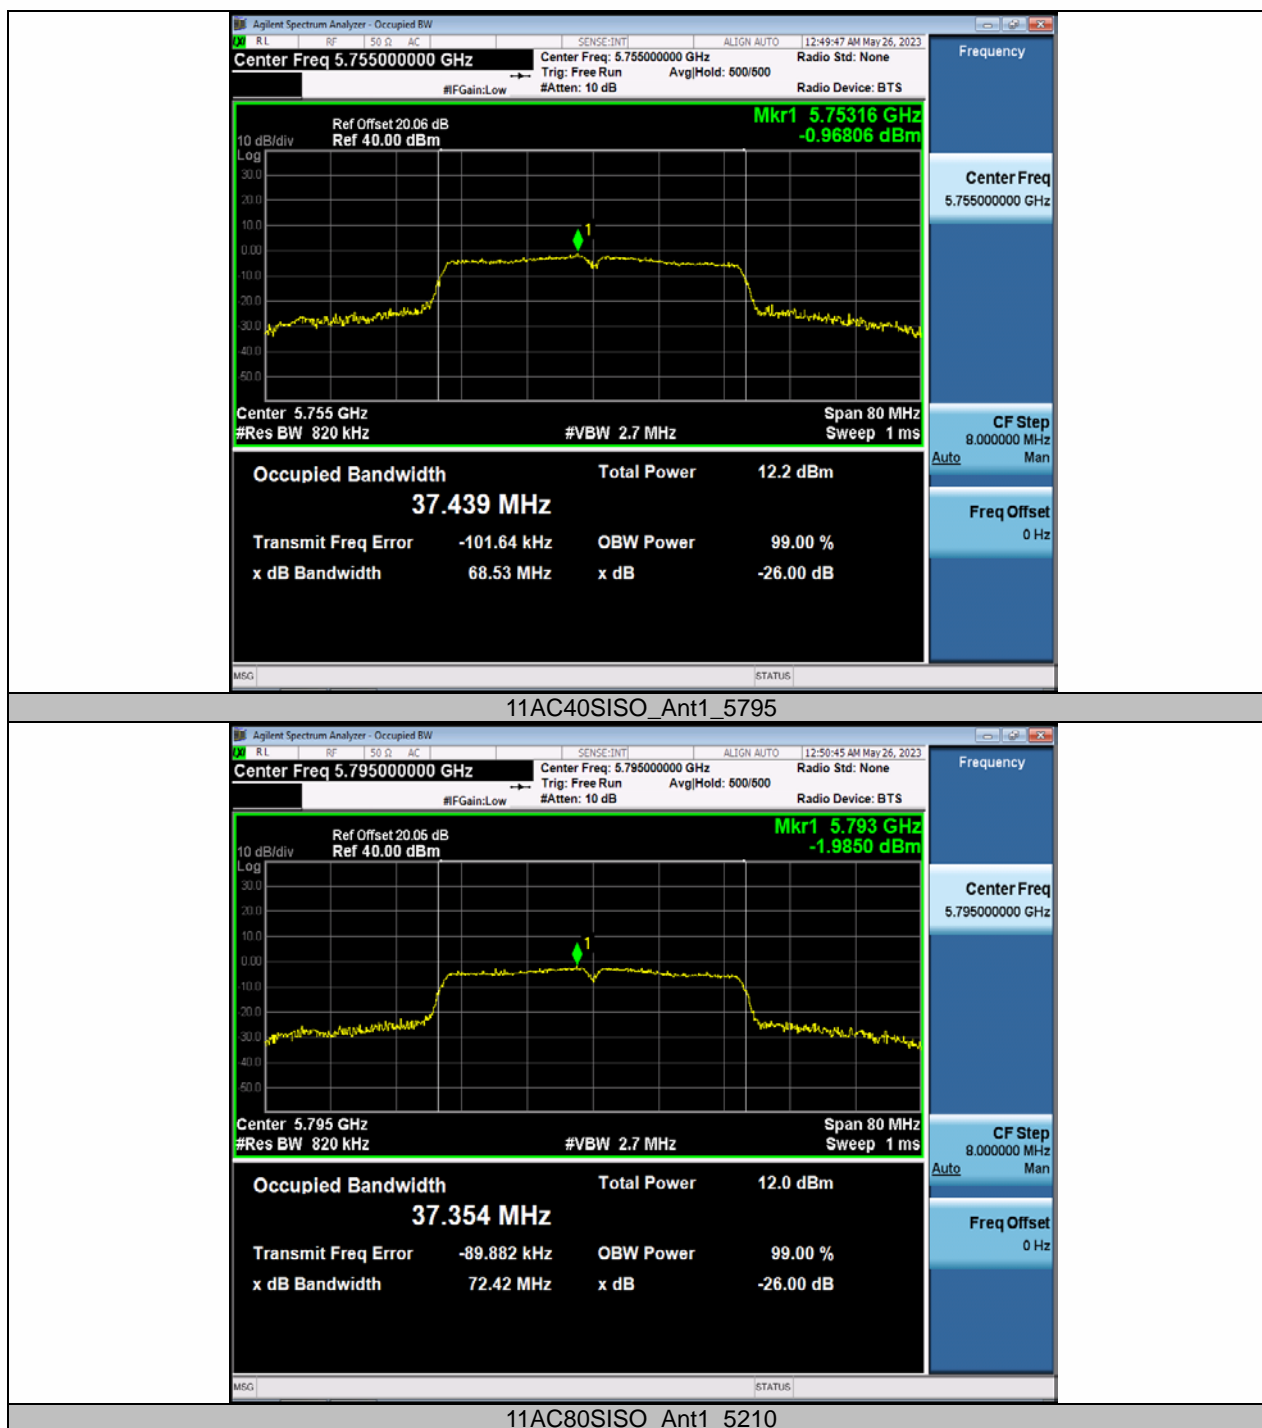 Agilent Spectrum Analyzer - Occupied BW
RL RF 50 Ω AC SENSE:INT ALIGN AUTO 12:49:47 AM May 26, 2023
Center Freq 5.755000000 GHz
Center Freq: 5.755000000 GHz
Radio Std: None
Trig: Free Run Avg|Hold: 500/500
#IFGain:Low
#Atten: 10 dB
Radio Device: BTS
Frequency
Mkr1 5.75316 GHz
-0.96806 dBm
Ref Offset 20.06 dB
10 dB/div Ref 40.00 dBm
Log
30.0
20.0
10.0
0.00
-10.0
-20.0
-30.0
-40.0
-50.0
1
Center 5.755 GHz
Span 80 MHz
#Res BW 820 kHz
#VBW 2.7 MHz
Sweep 1 ms
Center Freq
5.755000000 GHz
CF Step
8.000000 MHz
Auto Man
Freq Offset
0 Hz
Occupied Bandwidth
Total Power 12.2 dBm
37.439 MHz
Transmit Freq Error -101.64 kHz OBW Power 99.00 %
x dB Bandwidth 68.53 MHz x dB -26.00 dB
MSG STATUS
11AC40SISO_Ant1_5795
Agilent Spectrum Analyzer - Occupied BW
RL RF 50 Ω AC SENSE:INT ALIGN AUTO 12:50:45 AM May 26, 2023
Center Freq 5.795000000 GHz
Center Freq: 5.795000000 GHz
Radio Std: None
Trig: Free Run Avg|Hold: 500/500
#IFGain:Low
#Atten: 10 dB
Radio Device: BTS
Frequency
Mkr1 5.793 GHz
-1.9850 dBm
Ref Offset 20.05 dB
10 dB/div Ref 40.00 dBm
Log
30.0
20.0
10.0
0.00
-10.0
-20.0
-30.0
-40.0
-50.0
1
Center 5.795 GHz
Span 80 MHz
#Res BW 820 kHz
#VBW 2.7 MHz
Sweep 1 ms
Center Freq
5.795000000 GHz
CF Step
8.000000 MHz
Auto Man
Freq Offset
0 Hz
Occupied Bandwidth
Total Power 12.0 dBm
37.354 MHz
Transmit Freq Error -89.882 kHz OBW Power 99.00 %
x dB Bandwidth 72.42 MHz x dB -26.00 dB
MSG STATUS
11AC80SISO_Ant1_5210